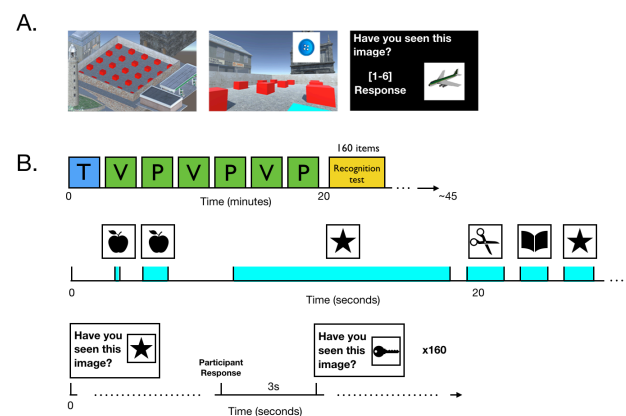 A.
Have you seen this
image?
[1-6]
Response
B.
160 items
T V P V P V P Recognition
test
0 20 ~45
Time (minutes)
0 20
Time (seconds)
Have you
seen this
image?
Participant
Response
3s
Have you
seen this
image?
x160
0
Time (seconds)